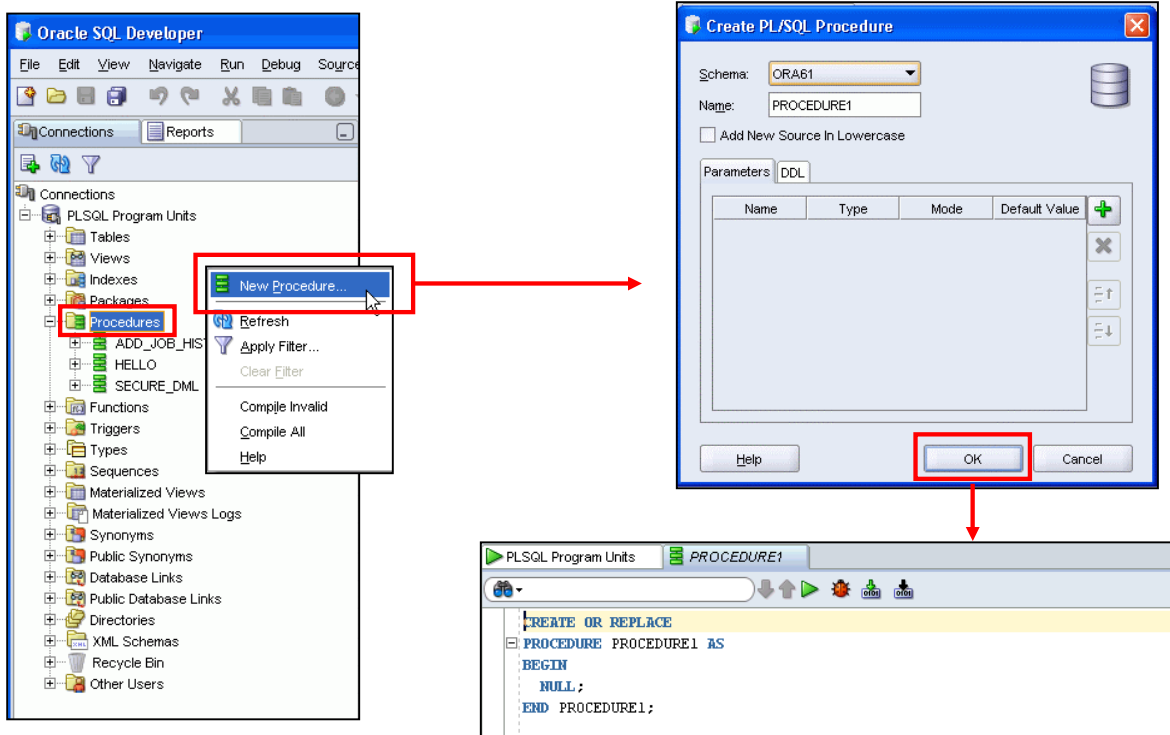 Oracle SQL Developer
File Edit View Navigate Run Debug Source
Connections Reports
Connections
PLSQL Program Units
Tables
Views
Indexes
Packages
Procedures
ADD_JOB_HIS
HELLO
SECURE_DML
Functions
Triggers
Types
Sequences
Materialized Views
Materialized Views Logs
Synonyms
Public Synonyms
Database Links
Public Database Links
Directories
XML Schemas
Recycle Bin
Other Users
New Procedure...
Refresh
Apply Filter...
Clear Filter
Compile Invalid
Compile All
Help
Create PL/SQL Procedure
Schema: ORA61
Name: PROCEDURE1
Add New Source In Lowercase
Parameters DDL
Name Type Mode Default Value
Help OK Cancel
PLSQL Program Units PROCEDURE1
CREATE OR REPLACE
PROCEDURE PROCEDURE1 AS
BEGIN
NULL;
END PROCEDURE1;